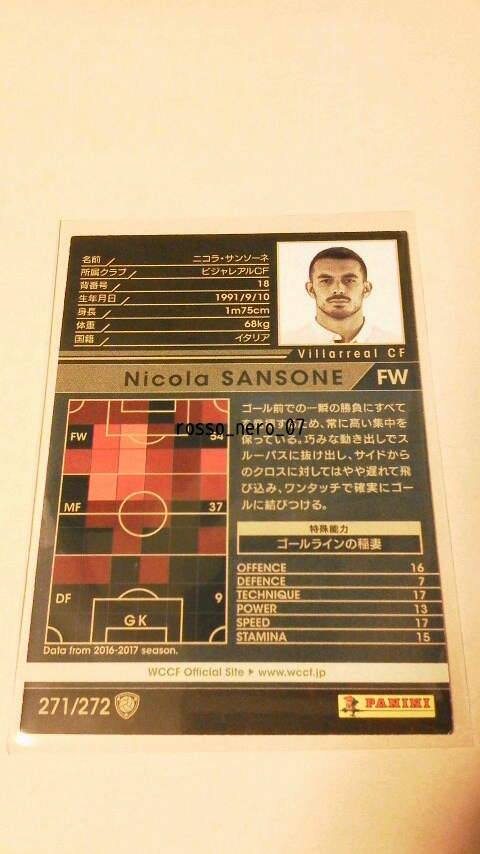 名前 ニコラ・サンソーネ
所属クラブ ビジャレアルCF
背番号 18
生年月日 1991/9/10
身長 1m75cm
体重 68kg
国籍 イタリア
Villarreal CF
Nicola SANSONE FW
FW 54
MF 37
DF 9
GK
Data from 2016-2017 season.
ゴール前での一瞬の勝負にすべて
ため、常に高い集中を
保っている。巧みな動き出しでス
ルーパスに抜け出し、サイドから
のクロスに対してはやや遅れて飛
び込み、ワンタッチで確実にゴー
ルに結びつける。
rosso_nero_07
特殊能力
ゴールラインの稲妻
OFFENCE 16
DEFENCE 7
TECHNIQUE 17
POWER 13
SPEED 17
STAMINA 15
WCCF Official Site ▶ www.wccf.jp
271/272
PANINI